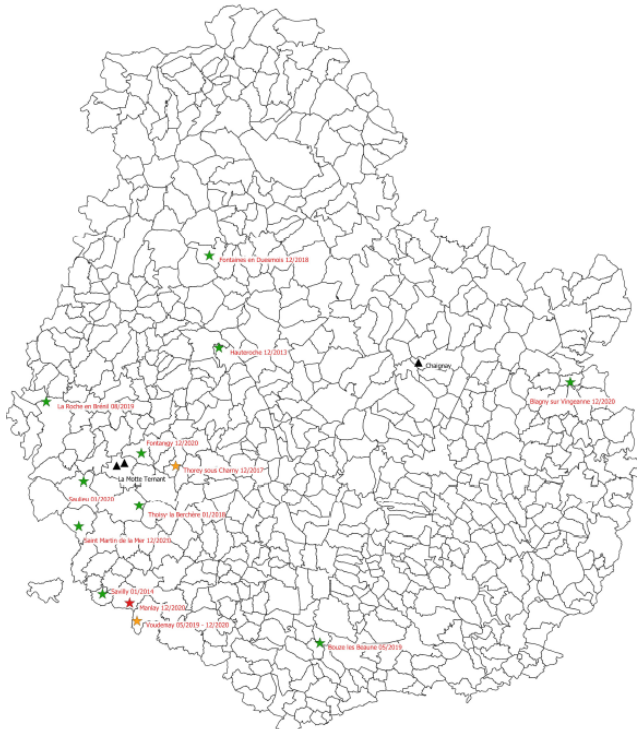 Fontaines en Duesmois 12/2018
Hauteroche 12/2013
Chaignay
Blagny sur Vingeanne 12/2020
La Roche en Brénil 08/2019
Fontangy 12/2020
Thorey sous Charny 12/2017
La Motte Ternant
Saulieu 01/2020
Thoisy la Berchère 01/2018
Saint Martin de la Mer 12/2021
Savilly 01/2014
Manlay 12/2020
Voudenay 05/2019 - 12/2020
Bouze les Beaune 05/2019